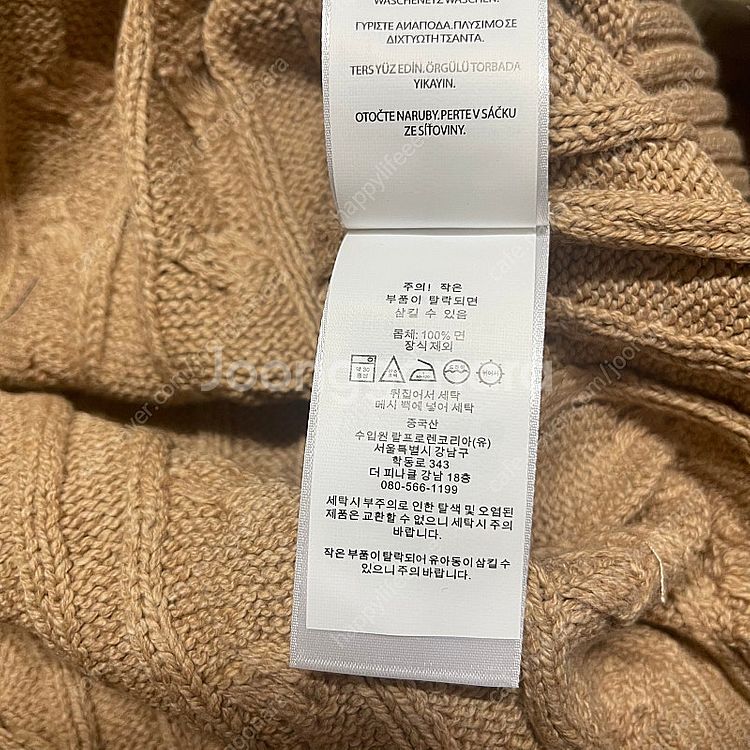 WASCHENETZ WASCHEN.
ΓΥΡΙΣΤΕ ΑΝΑΠΟΔΑ. ΠΛΥΣΙΜΟ ΣΕ
ΔΙΧΤΥΩΤΗ ΤΣΑΝΤΑ.
TERS YÜZ EDİN. ÖRGÜLÜ TORBADA
YIKAYIN.
OTOČTE NARUBY. PERTE V SÁČKU
ZE SÍŤOVINY.
주의! 작은
부품이 탈락되면
삼킬 수 있음
몸체: 100% 면
장식 제외
약 30
중성
80-120
뒤집어서 세탁
메시 백에 넣어 세탁
중국산
수입원 랄프로렌코리아(유)
서울특별시 강남구
학동로 343
더 피나클 강남 18층
080-566-1199
세탁시 부주의로 인한 탈색 및 오염된
제품은 교환할 수 없으니 세탁시 주의
바랍니다.
작은 부품이 탈락되어 유아동이 삼킬 수
있으니 주의 바랍니다.